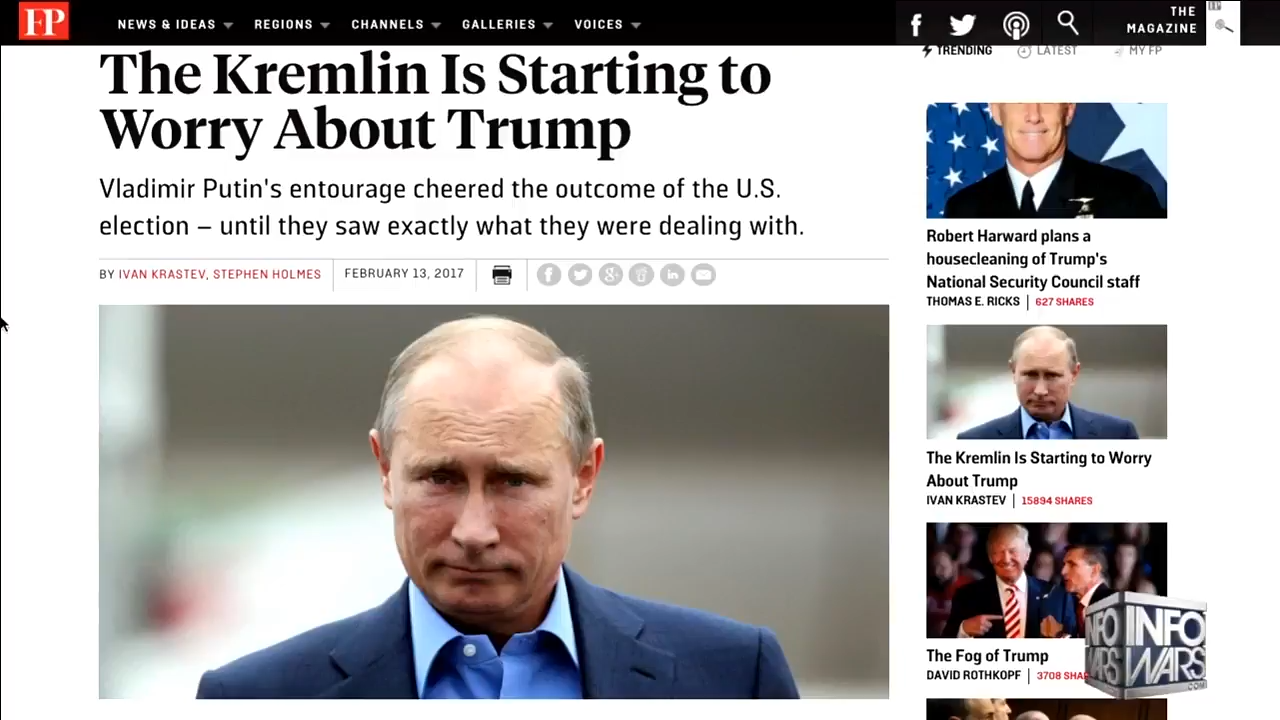 FP
NEWS & IDEAS
REGIONS
CHANNELS
GALLERIES
VOICES
THE
MAGAZINE
The Kremlin Is Starting to
Worry About Trump
Vladimir Putin's entourage cheered the outcome of the U.S.
election – until they saw exactly what they were dealing with.
BY IVAN KRASTEV, STEPHEN HOLMES
FEBRUARY 13, 2017
TRENDING
LATEST
MY FP
Robert Harward plans a
housecleaning of Trump's
National Security Council staff
THOMAS E. RICKS | 627 SHARES
The Kremlin Is Starting to Worry
About Trump
IVAN KRASTEV | 15894 SHARES
The Fog of Trump
DAVID ROTHKOPF | 3708 SHA
INFO
WARS
.COM